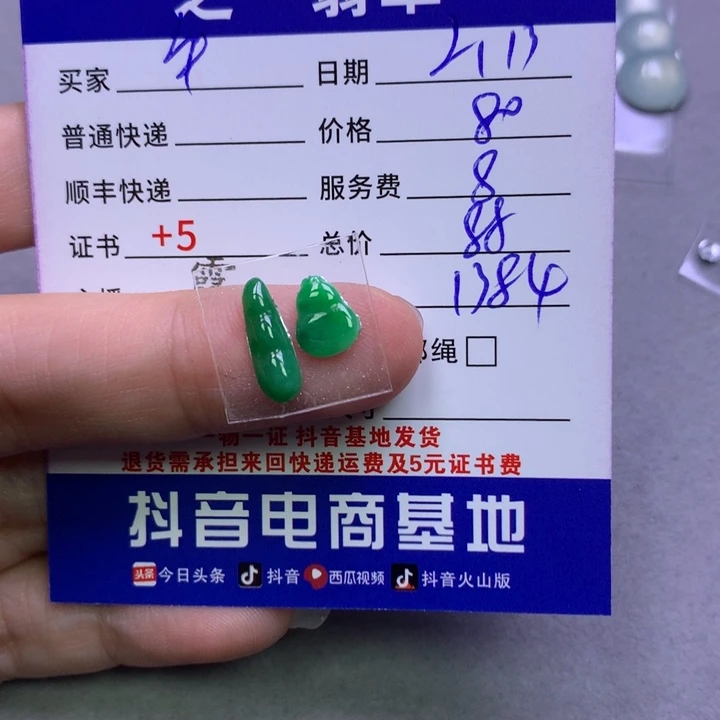 买家 日期
普通快递 价格 80
顺丰快递 服务费 8
证书 +5 总价 88
霞 1384
绳
一物一证 抖音基地发货
退货需承担来回快递运费及5元证书费
抖音电商基地
头条 今日头条 抖音 西瓜视频 抖音火山版